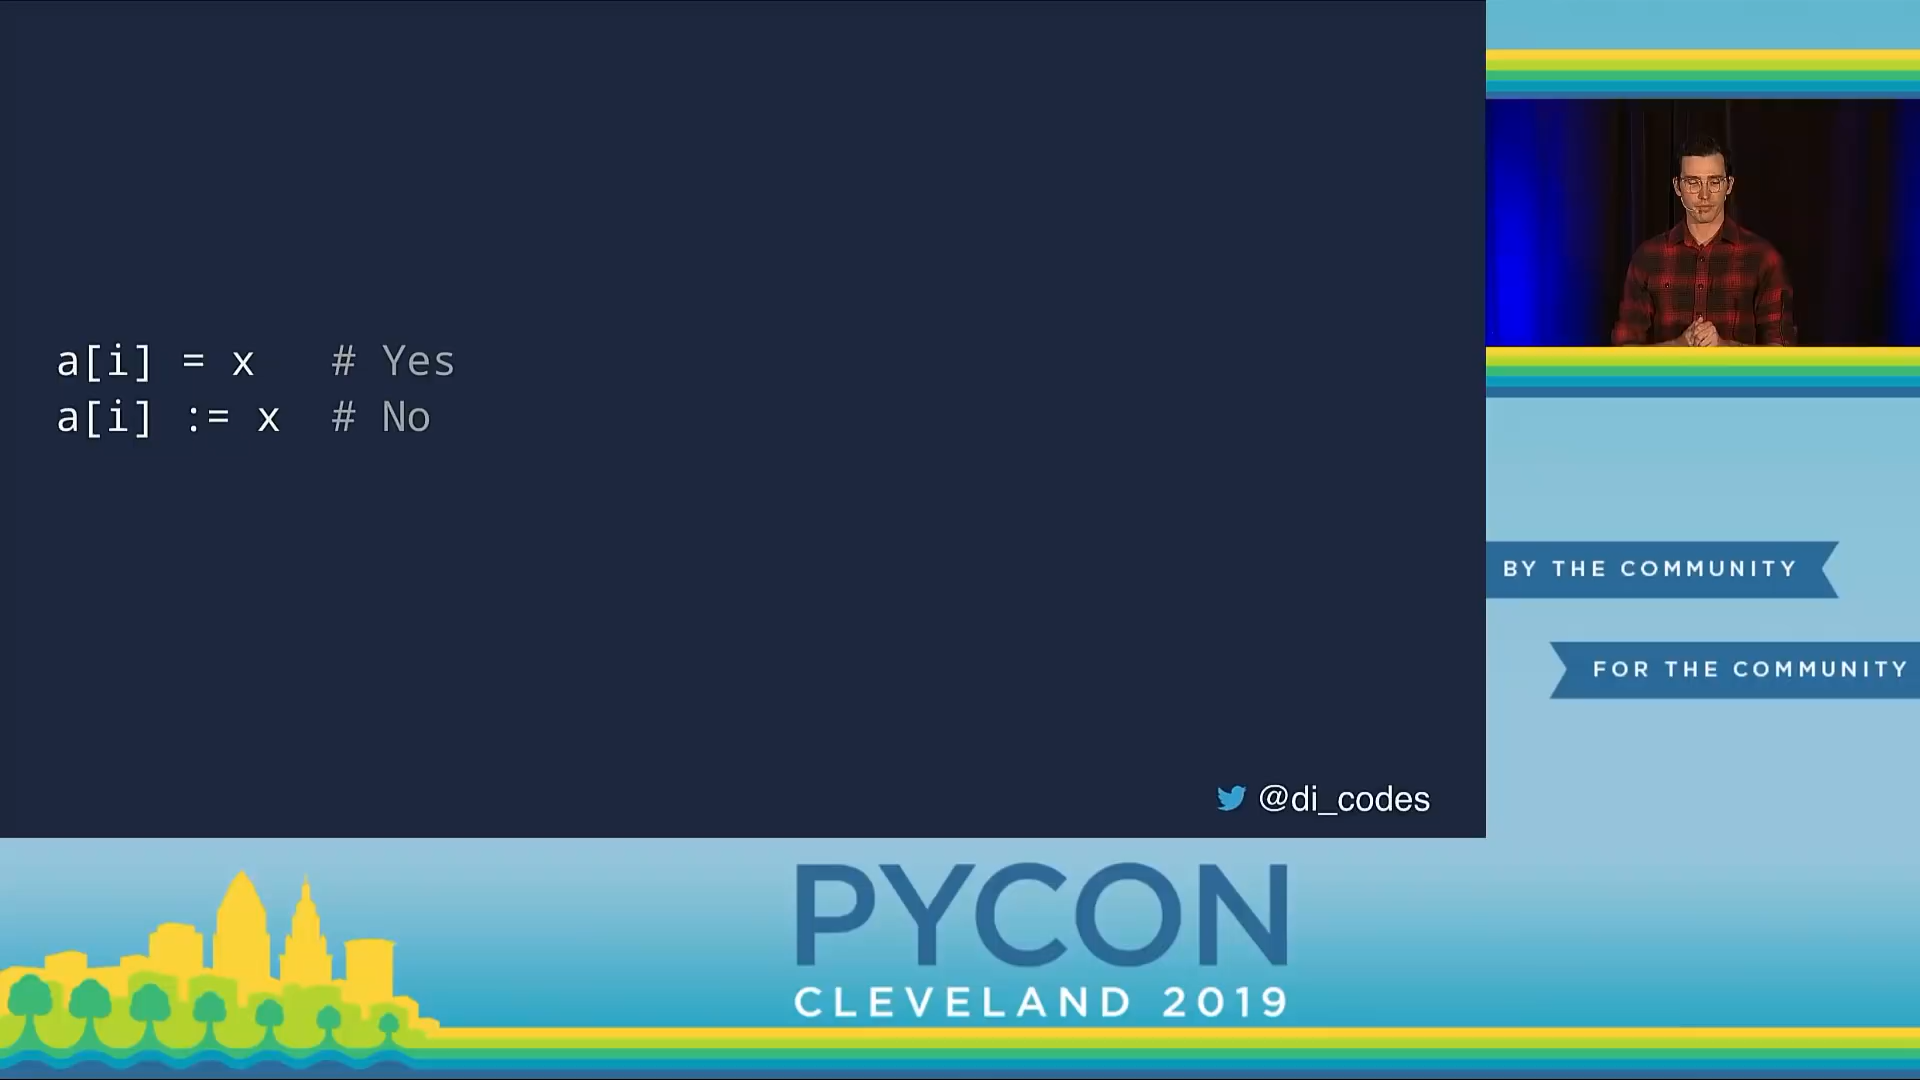 a[i] = x   # Yes
a[i] := x  # No
@di_codes
BY THE COMMUNITY
FOR THE COMMUNITY
PYCON
CLEVELAND 2019